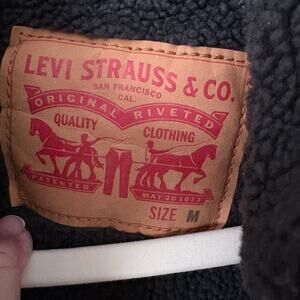 LEVI STRAUSS & CO.
SAN FRANCISCO
CAL.
ORIGINAL RIVETED
QUALITY CLOTHING
PATENTED MAY 20 1873
SIZE M